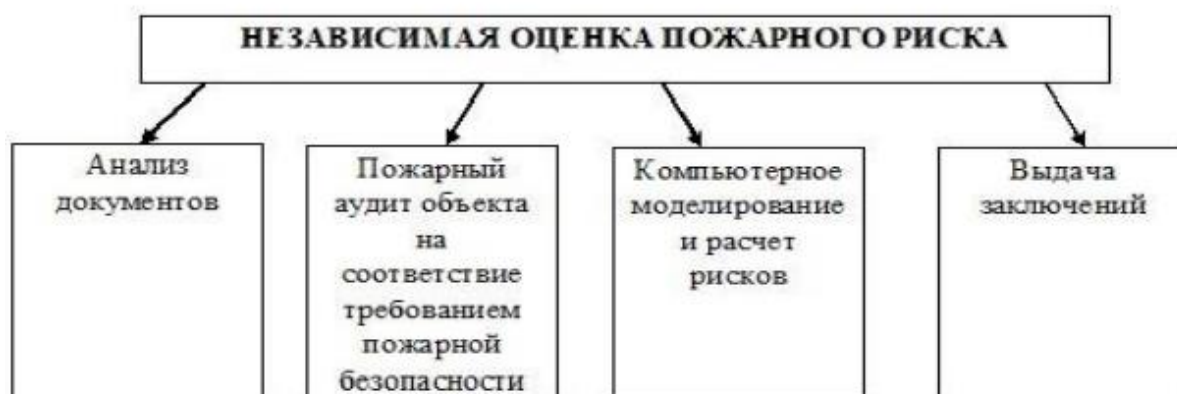 НЕЗАВИСИМАЯ ОЦЕНКА ПОЖАРНОГО РИСКА
Анализ
документов
Пожарный
аудит объекта
на
соответствие
требованием
пожарной
безопасности
Компьютерное
моделирование
и расчет
рисков
Выдача
заключений